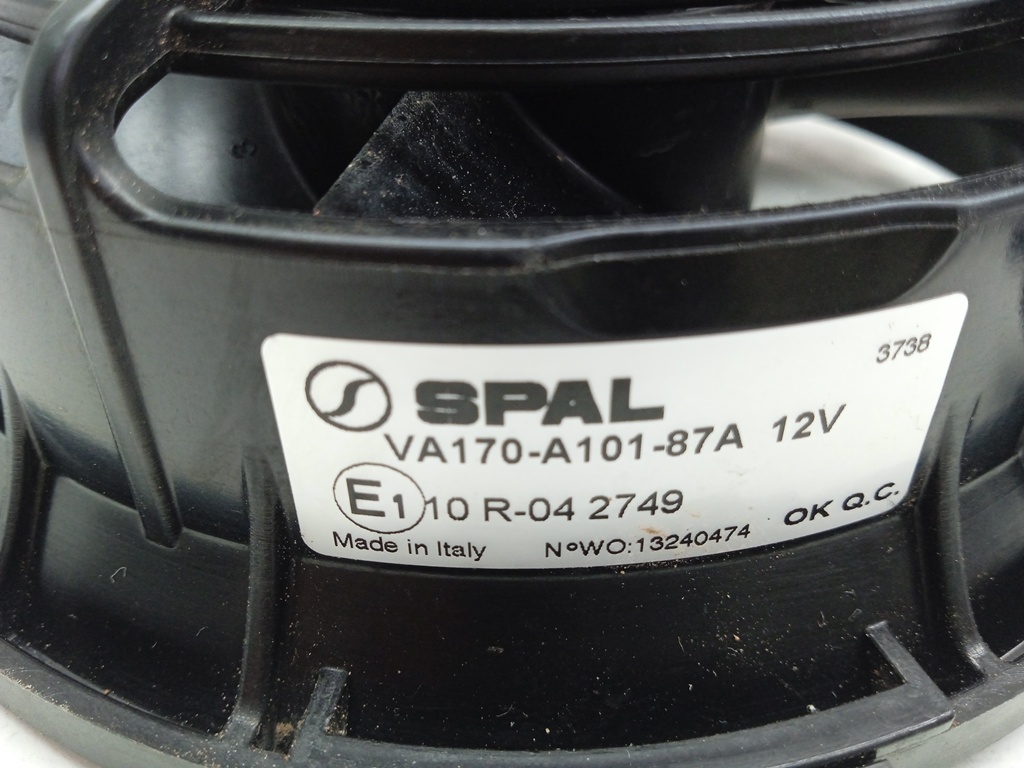 3738
SPAL
VA170-A101-87A 12V
E1 10 R-04 2749 OK Q.C.
Made in Italy N°WO:13240474